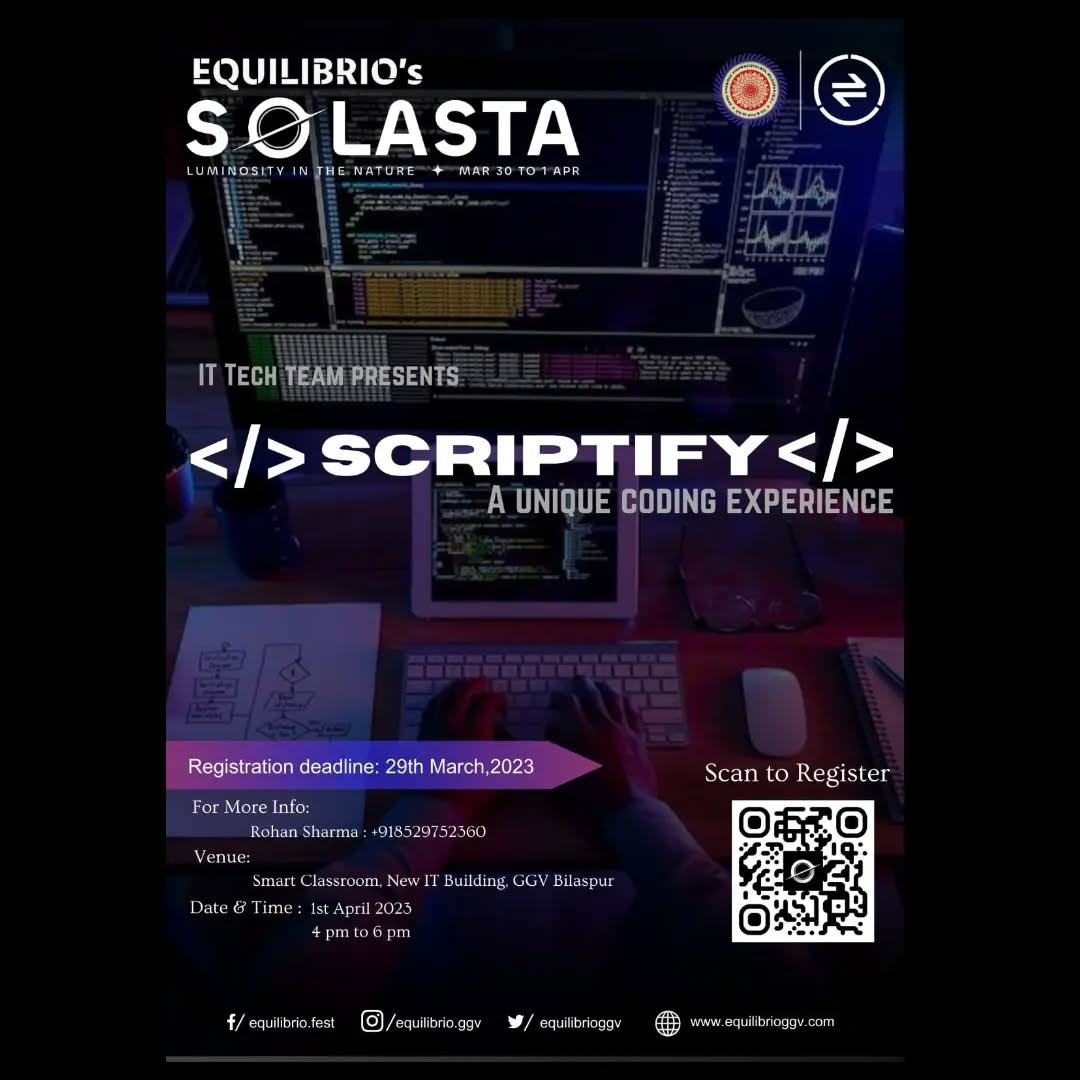 EQUILIBRIO's
SOLASTA
LUMINOSITY IN THE NATURE ✦ MAR 30 TO 1 APR
IT TECH TEAM PRESENTS
</> SCRIPTIFY </>
A UNIQUE CODING EXPERIENCE
Registration deadline: 29th March,2023
Scan to Register
For More Info:
Rohan Sharma : +918529752360
Venue:
Smart Classroom, New IT Building, GGV Bilaspur
Date & Time : 1st April 2023
4 pm to 6 pm
/ equilibrio.fest /equilibrio.ggv / equilibrioggv www.equilibrioggv.com